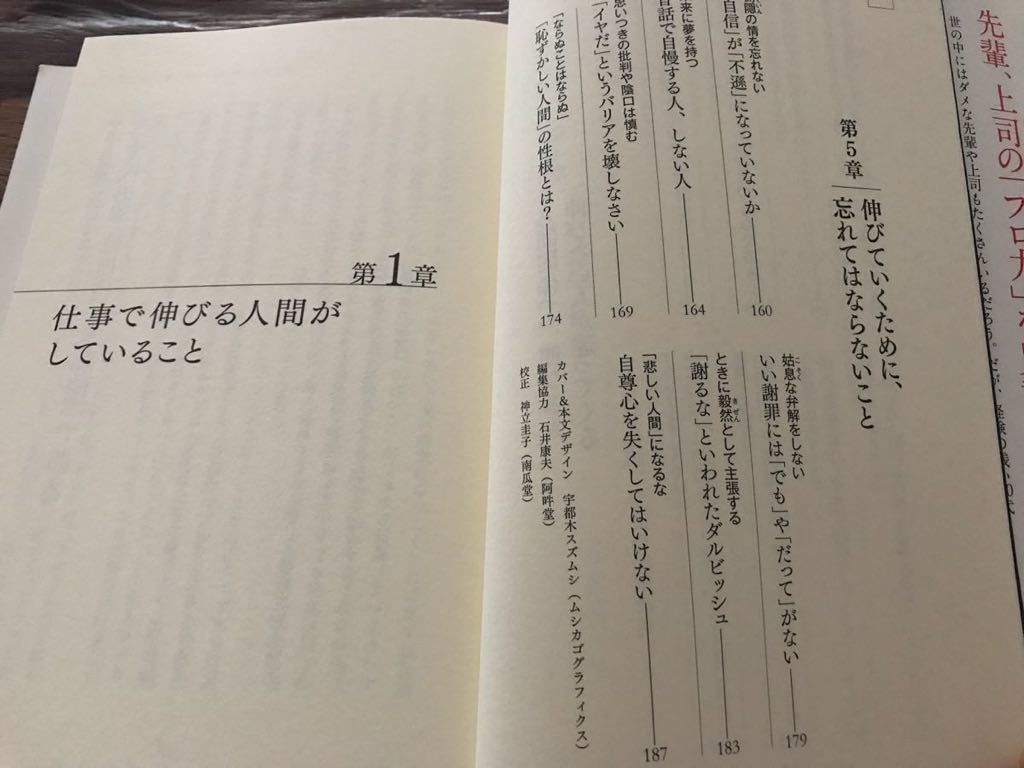 先輩、上司の
世の中にはダメな先輩や上司もたくさんいるだろう。だが、
第5章
伸びていくために、
忘れてはならないこと
隠の情を忘れない
自信」が「不遜」になっていないか 160
来に夢を持つ
話で自慢する人、しない人 164
思いつきの批判や陰口は慎む
「イヤだ」というバリアを壊しなさい 169
「ならぬことはならぬ」
「恥ずかしい人間」の性根とは? 174
姑息な弁解をしない
いい謝罪には「でも」や「だって」がない 179
ときに毅然として主張する
「謝るな」といわれたダルビッシュ 183
「悲しい人間」になるな
自尊心を失くしてはいけない 187
カバー&本文デザイン 宇都木スズムシ(ムシカゴグラフィクス)
編集協力 石井康夫(阿吽堂)
校正 神立圭子(南瓜堂)
第1章
仕事で伸びる人間が
していること